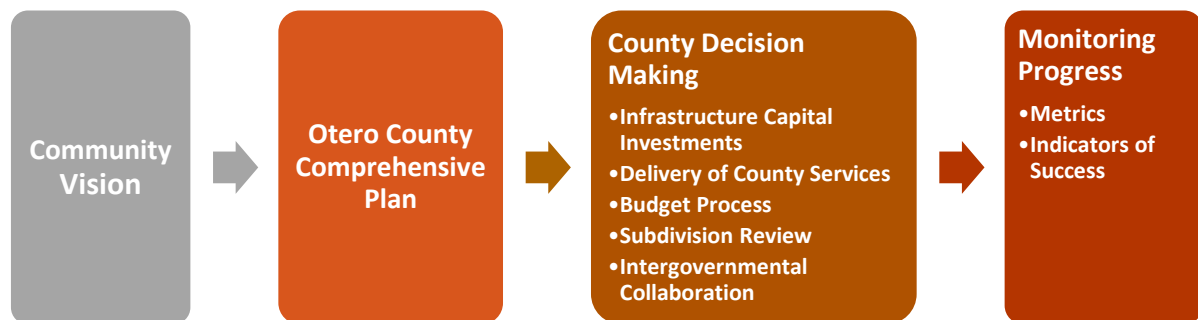 Community
Vision
Otero County
Comprehensive
Plan
County Decision
Making
•Infrastructure Capital
Investments
•Delivery of County Services
•Budget Process
•Subdivision Review
•Intergovernmental
Collaboration
Monitoring
Progress
•Metrics
•Indicators of
Success